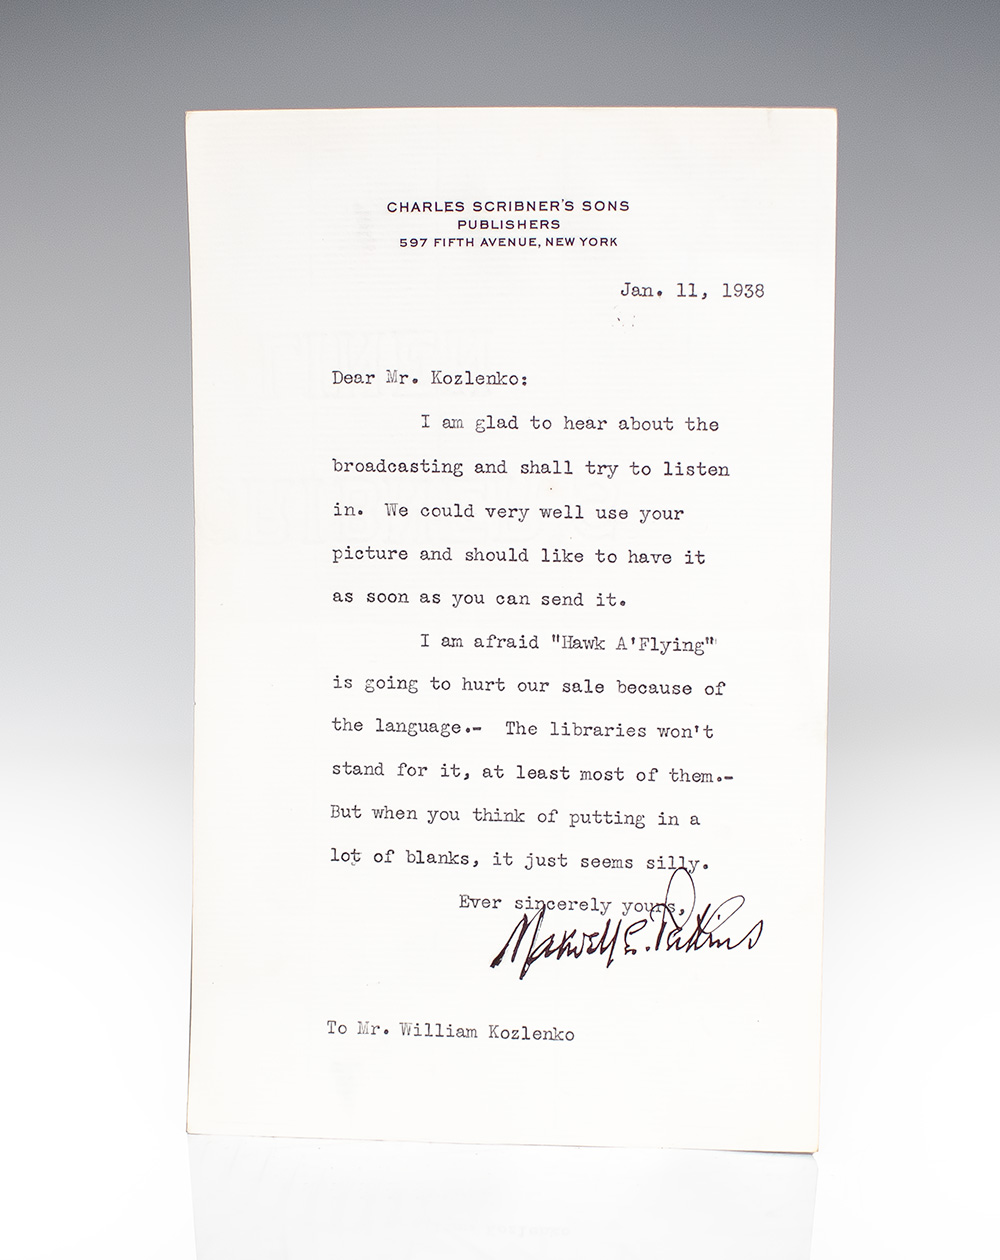 CHARLES SCRIBNER'S SONS
PUBLISHERS
597 FIFTH AVENUE, NEW YORK
Jan. 11, 1938
Dear Mr. Kozlenko:
I am glad to hear about the
broadcasting and shall try to listen
in. We could very well use your
picture and should like to have it
as soon as you can send it.
I am afraid "Hawk A'Flying"
is going to hurt our sale because of
the language.- The libraries won't
stand for it, at least most of them.-
But when you think of putting in a
lot of blanks, it just seems silly.
Ever sincerely yours,
Maxwell E. Perkins
To Mr. William Kozlenko